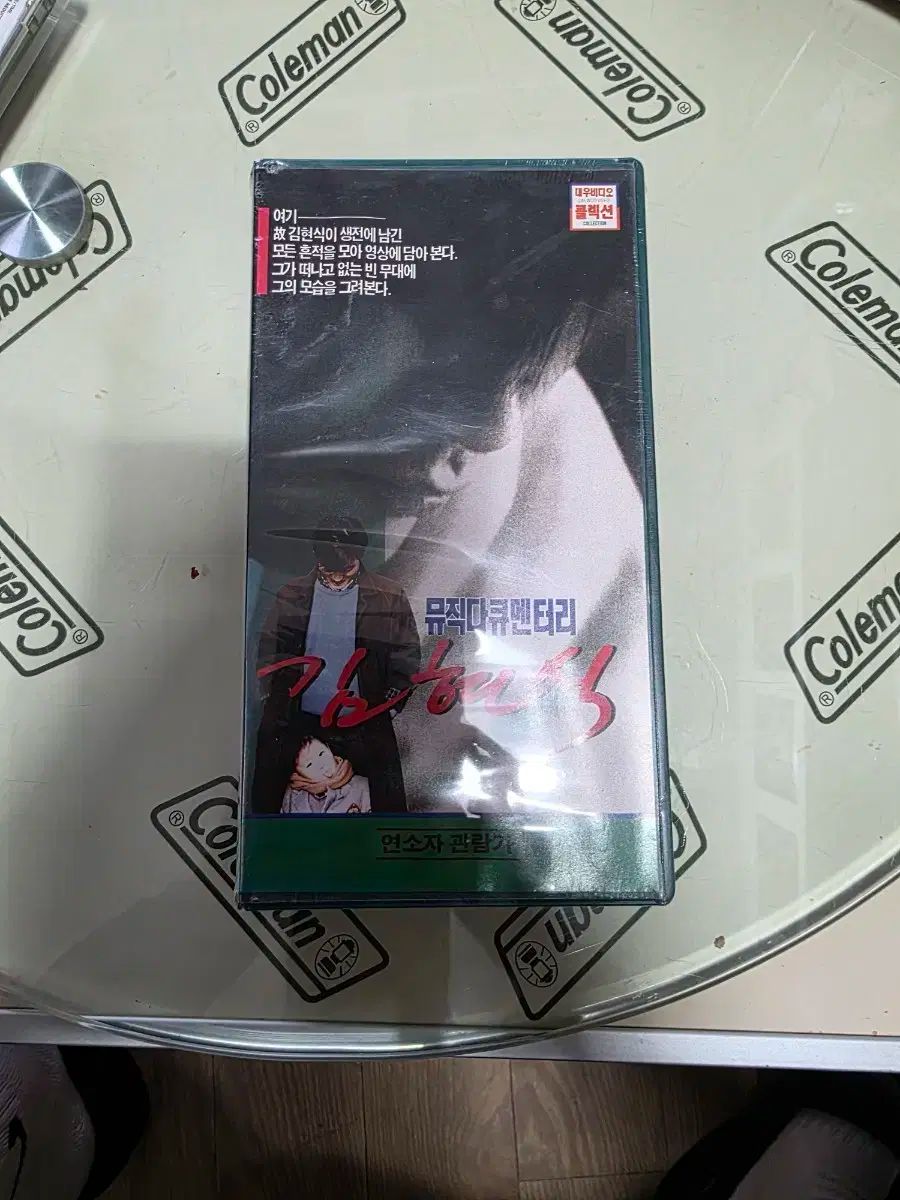 Coleman
Coleman
Coleman
Coleman
Coleman
Coleman
Coleman
여기
故 김현식이 생전에 남긴
모든 흔적을 모아 영상에 담아 본다.
그가 떠나고 없는 빈 무대에
그의 모습을 그려본다.
대우비디오
콜렉션
COLLECTION
뮤직다큐멘터리
김현식
연소자 관람가